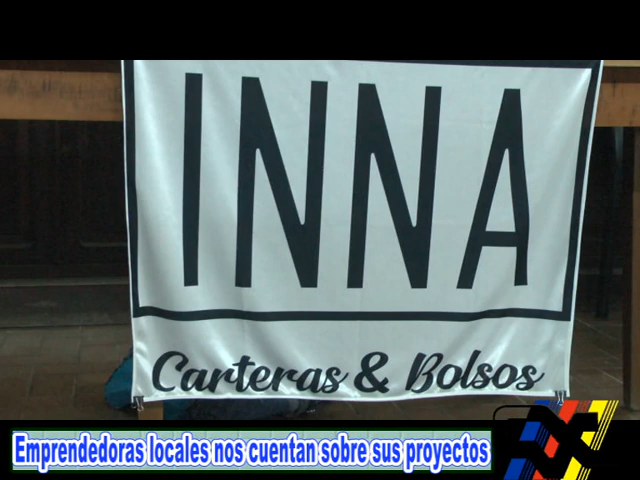 INNA
Carteras & Bolsos
Emprendedoras locales nos cuentan sobre sus proyectos